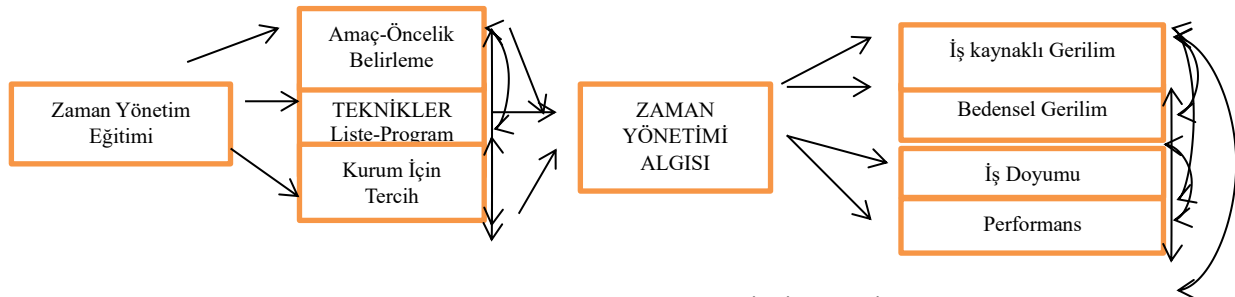 Zaman Yönetim
Eğitimi
Amaç-Öncelik
Belirleme
TEKNİKLER
Liste-Program
Kurum İçin
Tercih
ZAMAN
YÖNETİMİ
ALGISI
İş kaynaklı Gerilim
Bedensel Gerilim
İş Doyumu
Performans